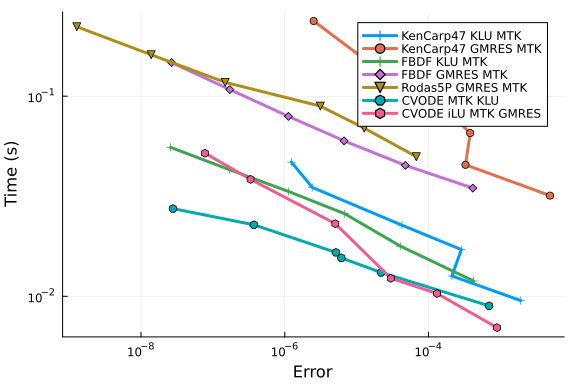 KenCarp47 KLU MTK
KenCarp47 GMRES MTK
FBDF KLU MTK
FBDF GMRES MTK
Rodas5P GMRES MTK
CVODE MTK KLU
CVODE iLU MTK GMRES
10⁻¹
10⁻²
Time (s)
10⁻⁸
10⁻⁶
10⁻⁴
Error